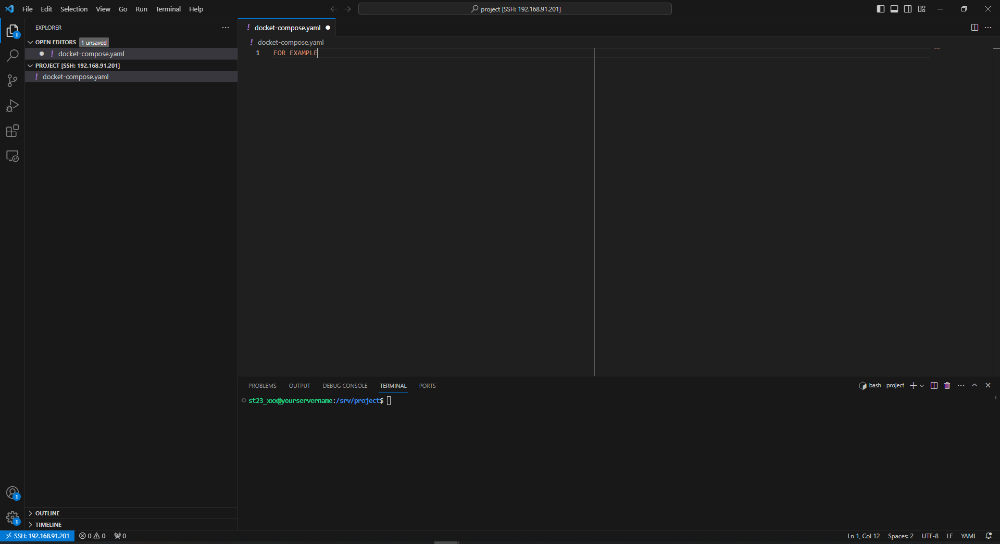 File Edit Selection View Go Run Terminal Help
project [SSH: 192.168.91.201]
EXPLORER
OPEN EDITORS 1 unsaved
! docket-compose.yaml
PROJECT [SSH: 192.168.91.201]
! docket-compose.yaml
1
1
1
OUTLINE
TIMELINE
! docket-compose.yaml
! docket-compose.yaml
1 FOR EXAMPLE
PROBLEMS OUTPUT DEBUG CONSOLE TERMINAL PORTS
bash - project
st23_xxx@yourservername:/srv/project$
SSH: 192.168.91.201 0 0 0
Ln 1, Col 12 Spaces: 2 UTF-8 LF YAML